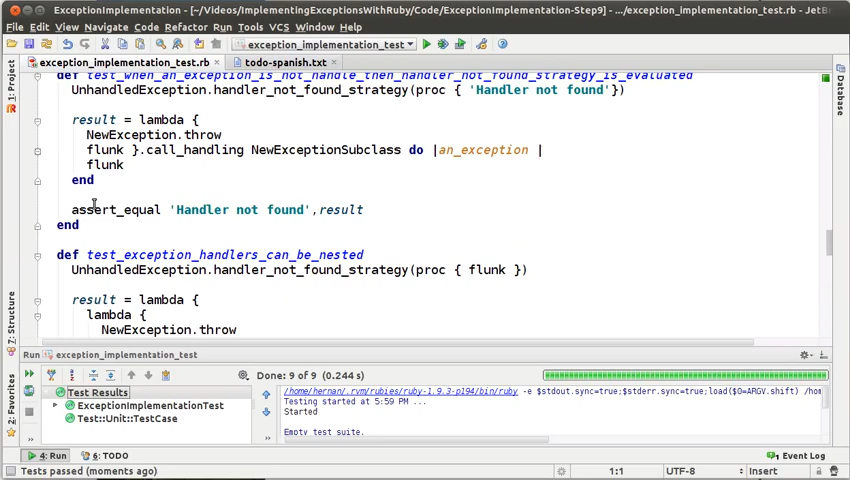 ExceptionImplementation - [~/Videos/ImplementingExceptionsWithRuby/Code/ExceptionImplementation-Step9] - .../exception_implementation_test.rb - JetBr
File Edit View Navigate Code Refactor Run Tools VCS Window Help
exception_implementation_test
exception_implementation_test.rb todo-spanish.txt
def test_when_an_exception_is_not_handle_then_handler_not_found_strategy_is_evaluated
UnhandledException.handler_not_found_strategy(proc { 'Handler not found'})
result = lambda {
NewException.throw
flunk }.call_handling NewExceptionSubclass do |an_exception |
flunk
end
assert_equal 'Handler not found',result
end
def test_exception_handlers_can_be_nested
UnhandledException.handler_not_found_strategy(proc { flunk })
result = lambda {
lambda {
NewException.throw
1: Project
7: Structure
2: Favorites
Database
Run exception_implementation_test
Done: 9 of 9 (0.244 s)
Test Results
ExceptionImplementationTest
Test::Unit::TestCase
/home/hernan/.rvm/rubies/ruby-1.9.3-p194/bin/ruby -e $stdout.sync=true;$stderr.sync=true;load($0=ARGV.shift) /hom
Testing started at 5:59 PM ...
Started
Empty test suite.
4: Run 6: TODO Event Log
Tests passed (moments ago) 1:1 UTF-8 Insert